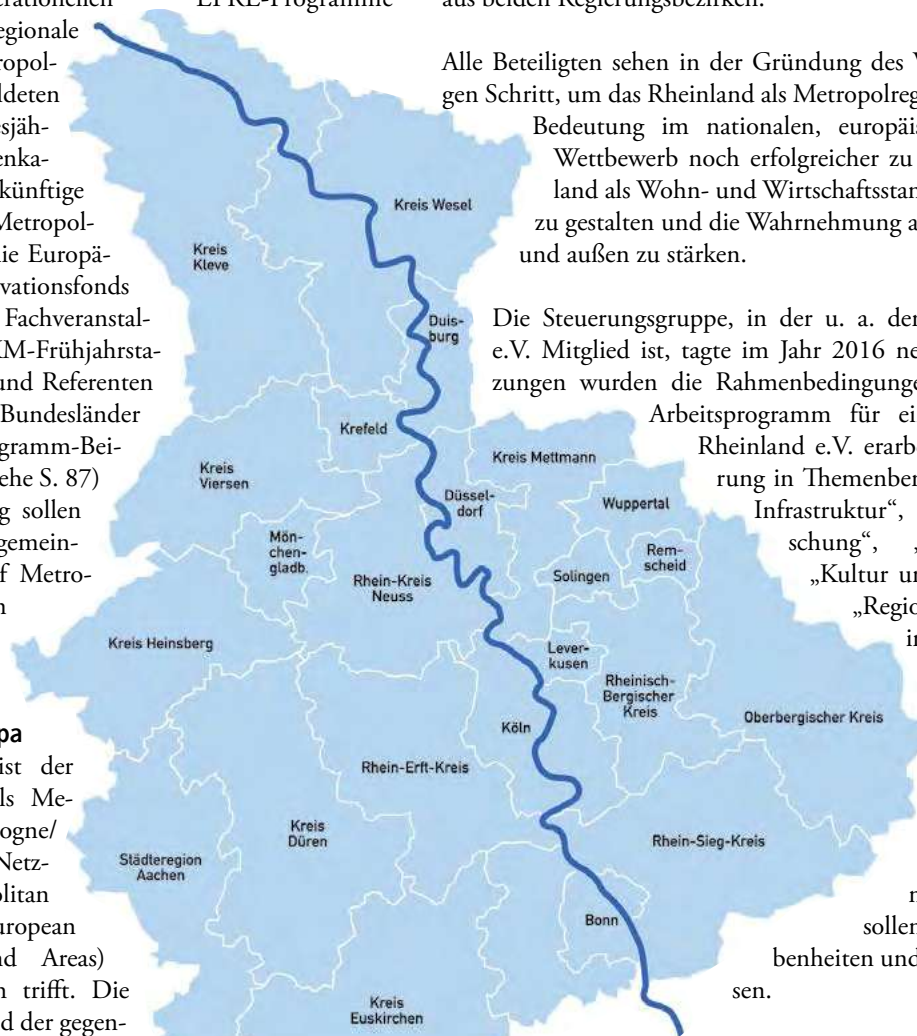 erationellen
egionale
ropol-
ldeten
esjäh-
enka-
künftige
Metropol-
ie Europä-
vationsfonds
Fachveranstal-
KM-Frühjahrsta-
und Referenten
Bundesländer
gramm-Bei-
ehe S. 87)
g sollen
gemein-
f Metro-
n
pa
ist der
ls Me-
ogne/
Netz-
olitan
uropean
nd Areas)
n trifft. Die
d der gegen-
EFRE-Programme
aus beiden Regierungsbezirken.
Alle Beteiligten sehen in der Gründung des V
gen Schritt, um das Rheinland als Metropolreg
Bedeutung im nationalen, europäis
Wettbewerb noch erfolgreicher zu
land als Wohn- und Wirtschaftsstan
zu gestalten und die Wahrnehmung a
und außen zu stärken.
Die Steuerungsgruppe, in der u. a. der
e.V. Mitglied ist, tagte im Jahr 2016 ne
zungen wurden die Rahmenbedingunge
Arbeitsprogramm für ei
Rheinland e.V. erarb
rung in Themenber
Infrastruktur“,
schung“, „
„Kultur un
„Regio
in
n
sollen
benheiten und
sen.
Kreis Wesel
Kreis
Kleve
Duis-
burg
Krefeld
Kreis Mettmann
Kreis
Viersen
Düssel-
dorf
Wuppertal
Mön-
chen-
gladb.
Rem-
scheid
Solingen
Rhein-Kreis
Neuss
Kreis Heinsberg
Lever-
kusen
Rheinisch-
Bergischer
Kreis
Köln
Oberbergischer Kreis
Rhein-Erft-Kreis
Kreis
Düren
Rhein-Sieg-Kreis
Städteregion
Aachen
Bonn
Kreis
Euskirchen